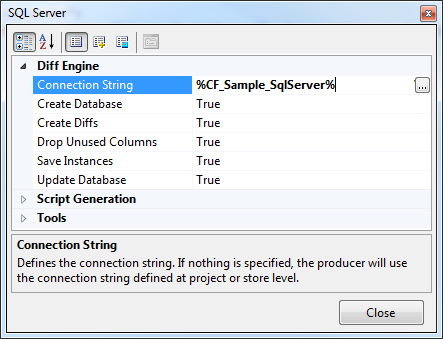 SQL Server
Diff Engine
Connection String %CF_Sample_SqlServer% ...
Create Database True
Create Diffs True
Drop Unused Columns True
Save Instances True
Update Database True
Script Generation
Tools
Connection String
Defines the connection string. If nothing is specified, the producer will use
the connection string defined at project or store level.
Close